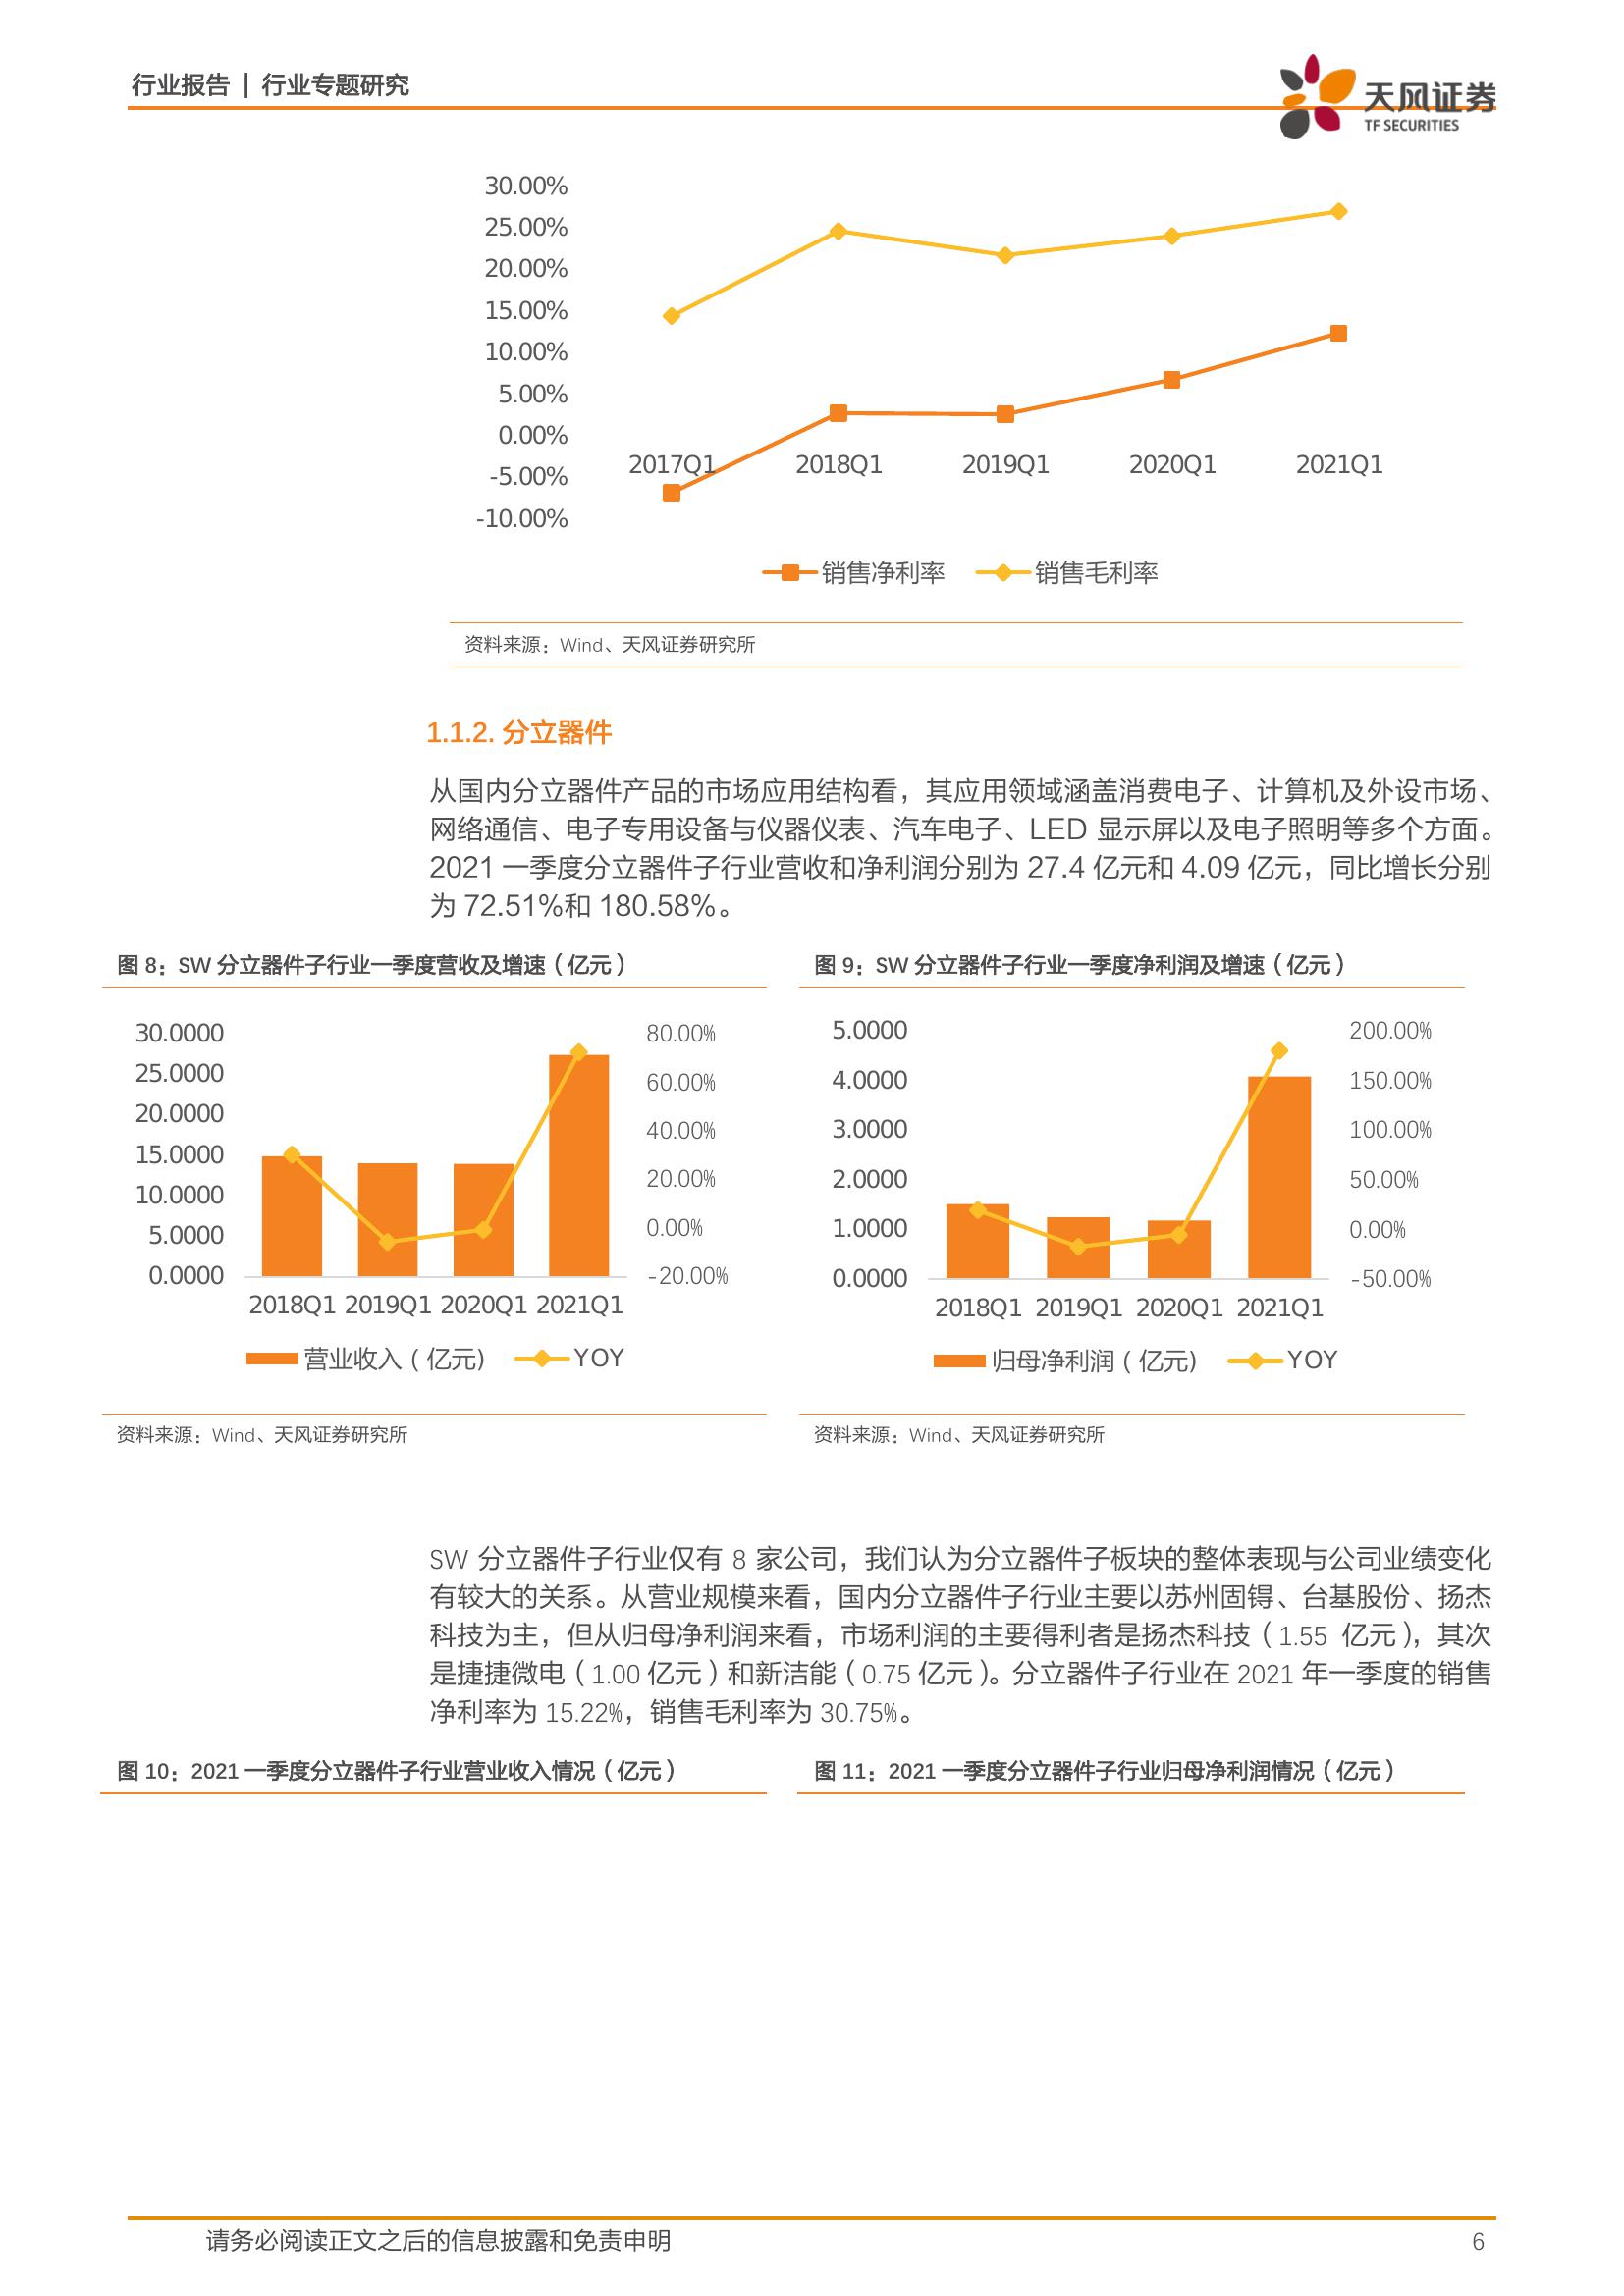 行业报告 | 行业专题研究
天风证券
TF SECURITIES
30.00%
25.00%
20.00%
15.00%
10.00%
5.00%
0.00%
-5.00%
-10.00%
2017Q1 2018Q1 2019Q1 2020Q1 2021Q1
销售净利率 销售毛利率
资料来源：Wind、天风证券研究所
1.1.2. 分立器件
从国内分立器件产品的市场应用结构看，其应用领域涵盖消费电子、计算机及外设市场、
网络通信、电子专用设备与仪器仪表、汽车电子、LED 显示屏以及电子照明等多个方面。
2021 一季度分立器件子行业营收和净利润分别为 27.4 亿元和 4.09 亿元，同比增长分别
为 72.51%和 180.58%。
图 8：SW 分立器件子行业一季度营收及增速（亿元）
30.0000
25.0000
20.0000
15.0000
10.0000
5.0000
0.0000
80.00%
60.00%
40.00%
20.00%
0.00%
-20.00%
2018Q1 2019Q1 2020Q1 2021Q1
营业收入（亿元） YOY
资料来源：Wind、天风证券研究所
图 9：SW 分立器件子行业一季度净利润及增速（亿元）
5.0000
4.0000
3.0000
2.0000
1.0000
0.0000
200.00%
150.00%
100.00%
50.00%
0.00%
-50.00%
2018Q1 2019Q1 2020Q1 2021Q1
归母净利润（亿元） YOY
资料来源：Wind、天风证券研究所
SW 分立器件子行业仅有 8 家公司，我们认为分立器件子板块的整体表现与公司业绩变化
有较大的关系。从营业规模来看，国内分立器件子行业主要以苏州固锝、台基股份、扬杰
科技为主，但从归母净利润来看，市场利润的主要得利者是扬杰科技（1.55 亿元），其次
是捷捷微电（1.00 亿元）和新洁能（0.75 亿元）。分立器件子行业在 2021 年一季度的销售
净利率为 15.22%，销售毛利率为 30.75%。
图 10：2021 一季度分立器件子行业营业收入情况（亿元）
图 11：2021 一季度分立器件子行业归母净利润情况（亿元）
请务必阅读正文之后的信息披露和免责申明
6